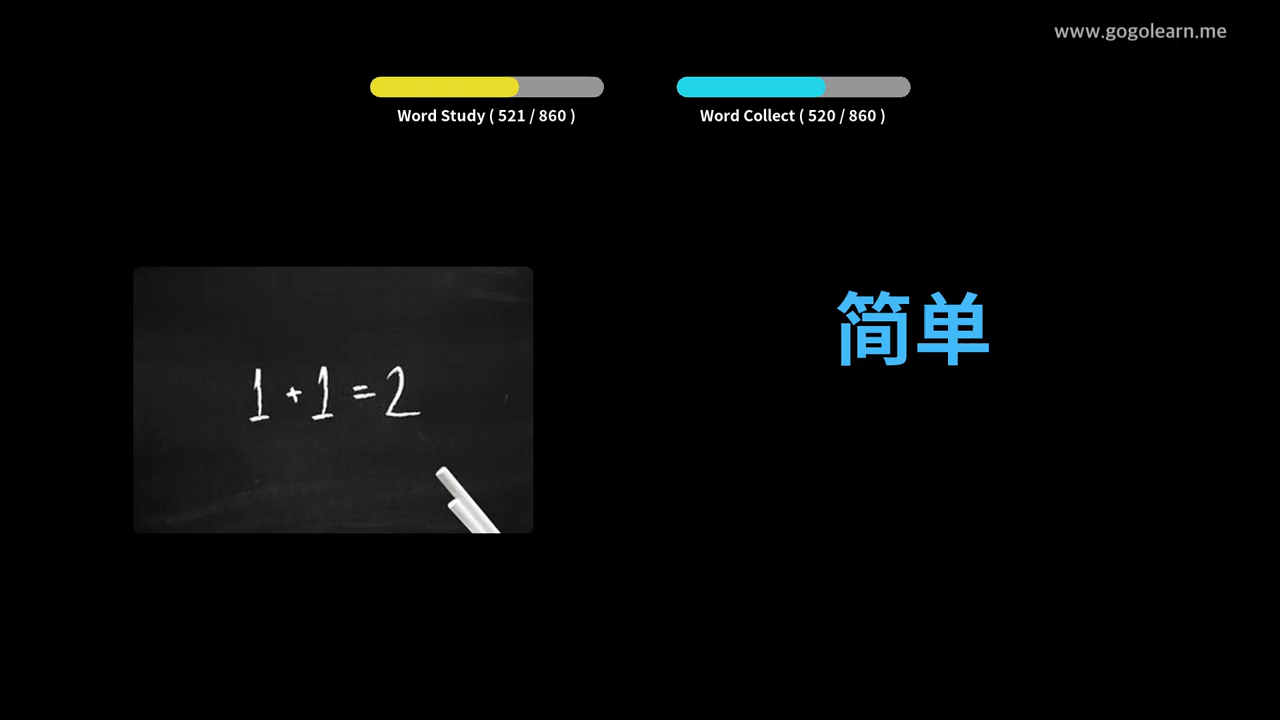 www.gogolearn.me
Word Study ( 521 / 860 )
Word Collect ( 520 / 860 )
简单
1 + 1 = 2